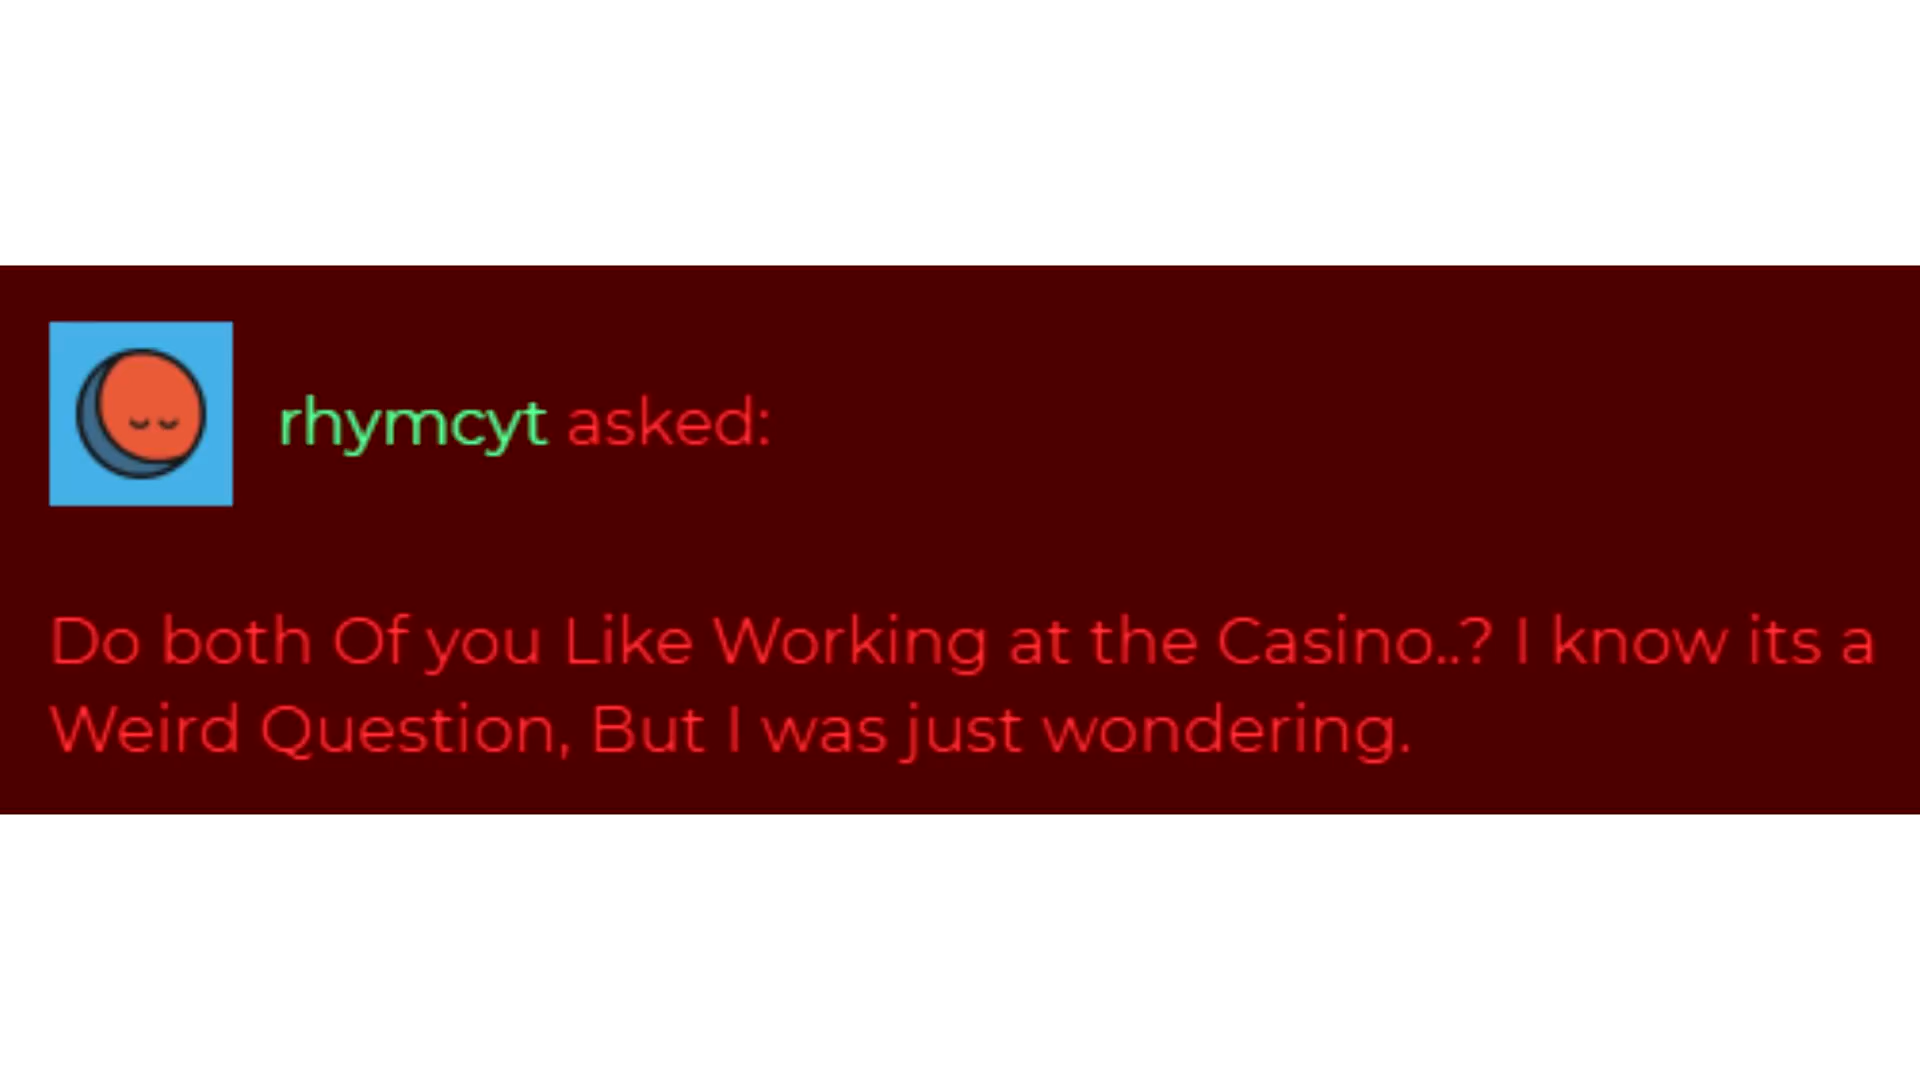 rhymcyt asked:
Do both Of you Like Working at the Casino..? I know its a
Weird Question, But I was just wondering.